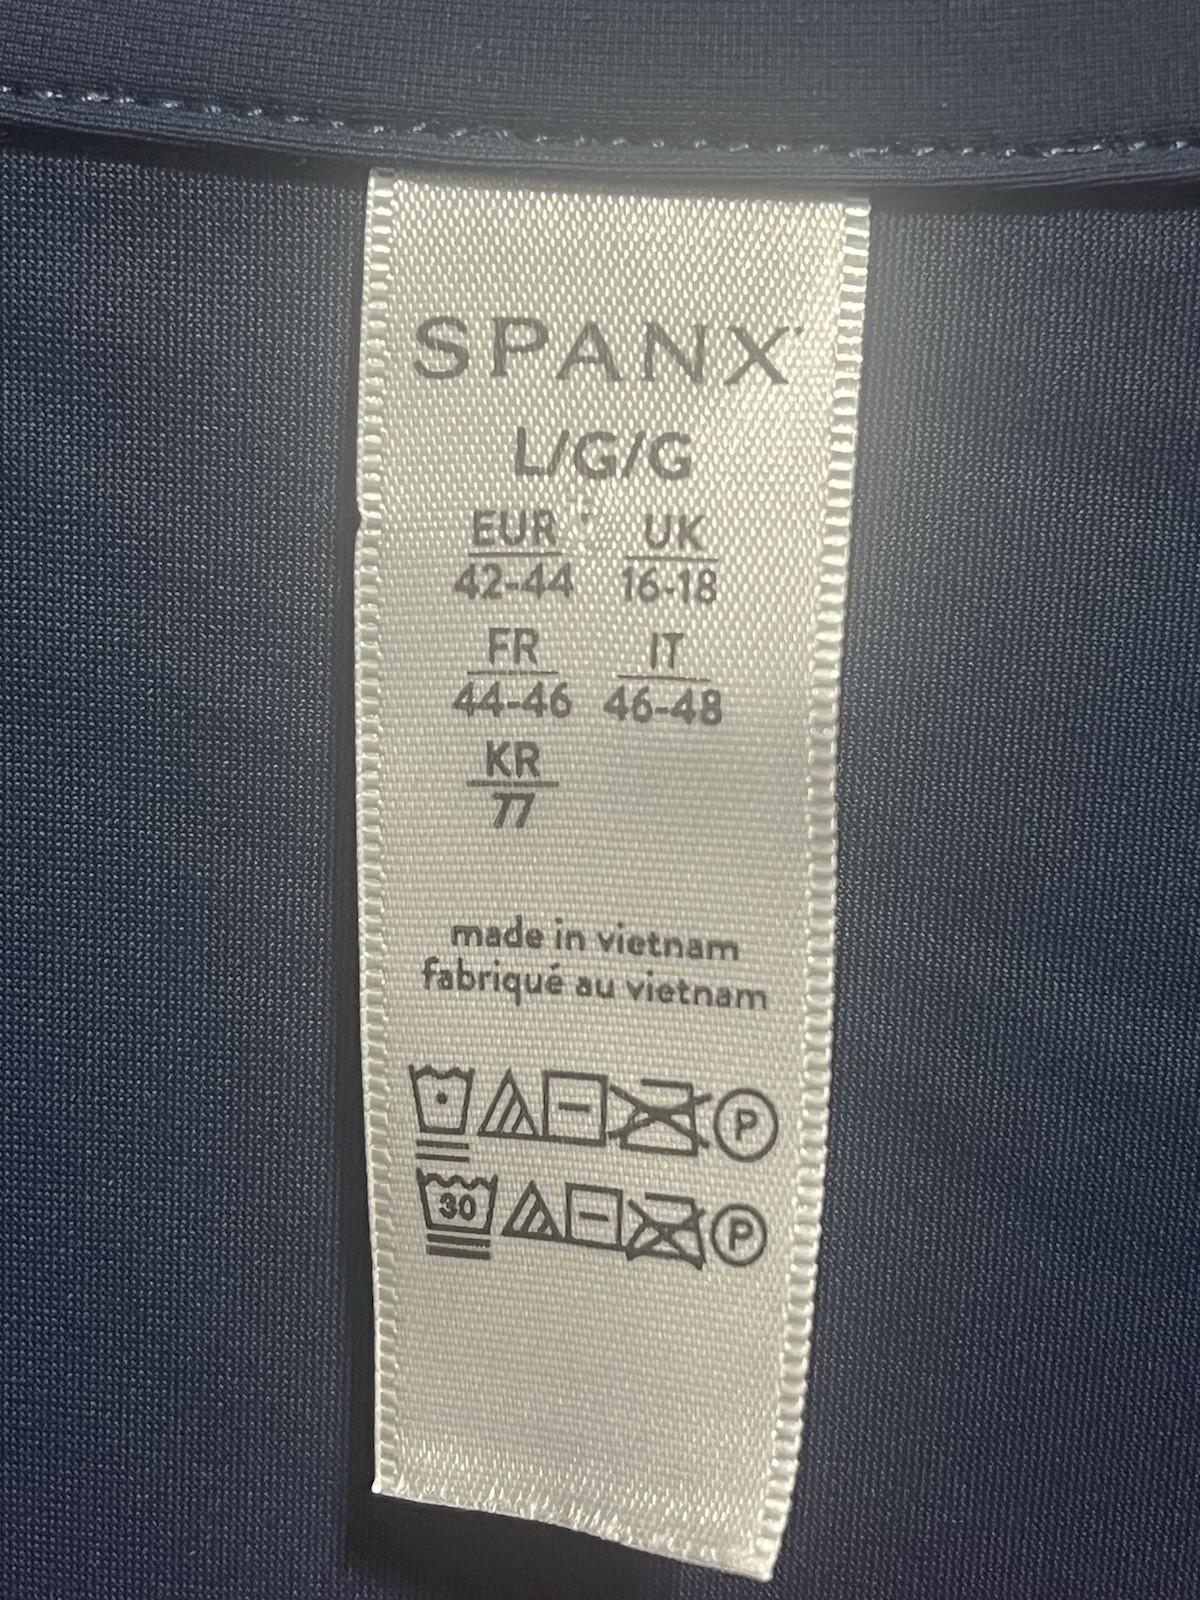 SPANX
L/G/G
EUR UK
42-44 16-18
FR IT
44-46 46-48
KR
77
made in vietnam
fabriqué au vietnam
P
30 P